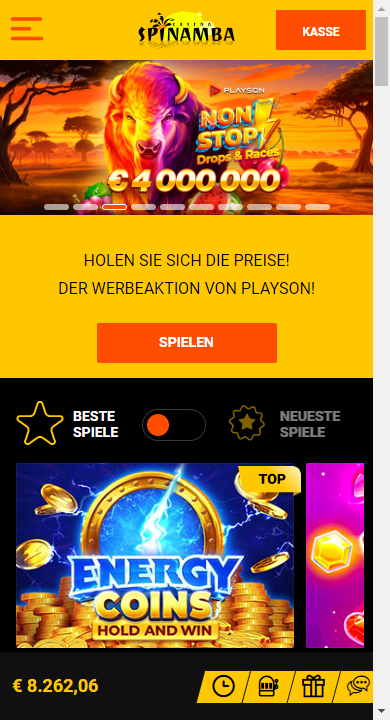 CASINO
SPINAMBA
KASSE
PLAYSON
NON
STOP!
Drops & Races
€ 4 000 000
HOLEN SIE SICH DIE PREISE!
DER WERBEAKTION VON PLAYSON!
SPIELEN
BESTE
SPIELE
NEUESTE
SPIELE
TOP
ENERGY
COINS
HOLD AND WIN
€ 8.262,06